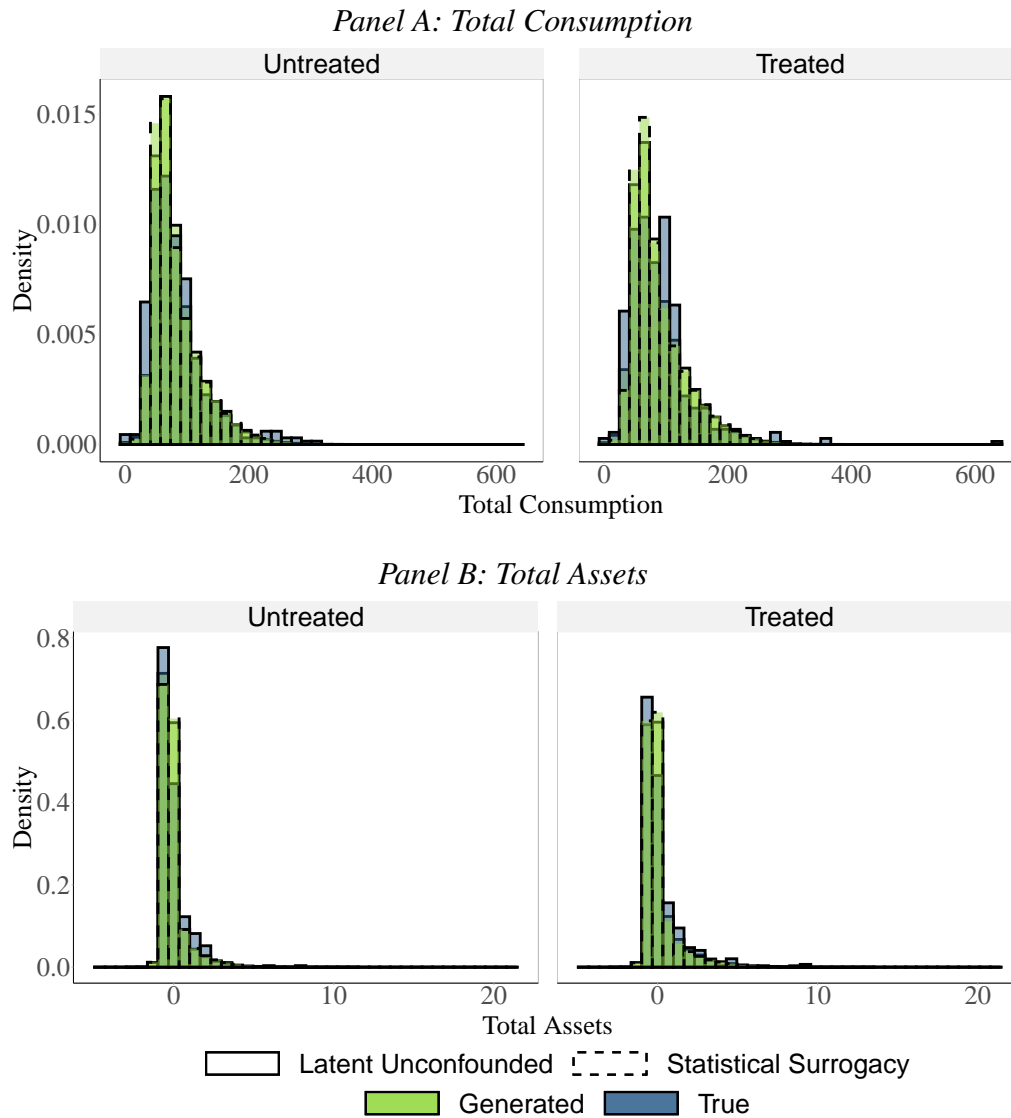 Panel A: Total Consumption
Untreated Treated
0.015
0.010
0.005
0.000
Density
0 200 400 600 0 200 400 600
Total Consumption
Panel B: Total Assets
Untreated Treated
0.8
0.6
0.4
0.2
0.0
Density
0 10 20 0 10 20
Total Assets
Latent Unconfounded Statistical Surrogacy
Generated True